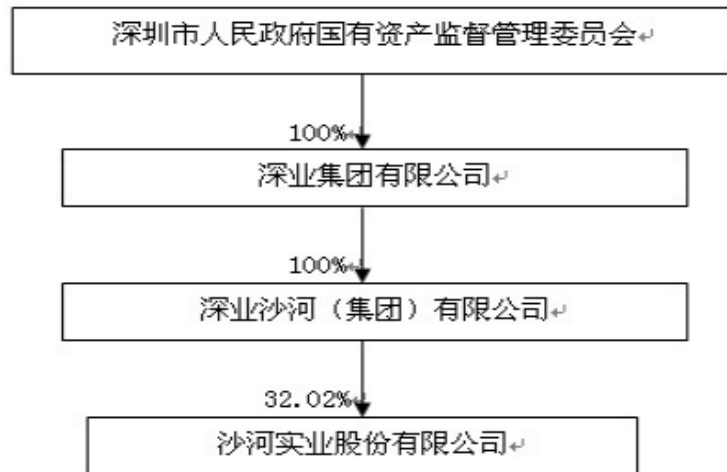 深圳市人民政府国有资产监督管理委员会↵
100%↵
深业集团有限公司↵
100%↵
深业沙河（集团）有限公司↵
32.02%↵
沙河实业股份有限公司↵